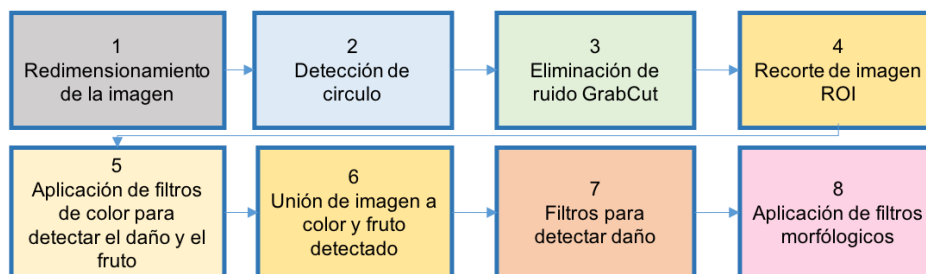 1
Redimensionamiento
de la imagen
2
Detección de
circulo
3
Eliminación de
ruido GrabCut
4
Recorte de imagen
ROI
5
Aplicación de filtros
de color para
detectar el daño y el
fruto
6
Unión de imagen a
color y fruto
detectado
7
Filtros para
detectar daño
8
Aplicación de filtros
morfólogicos